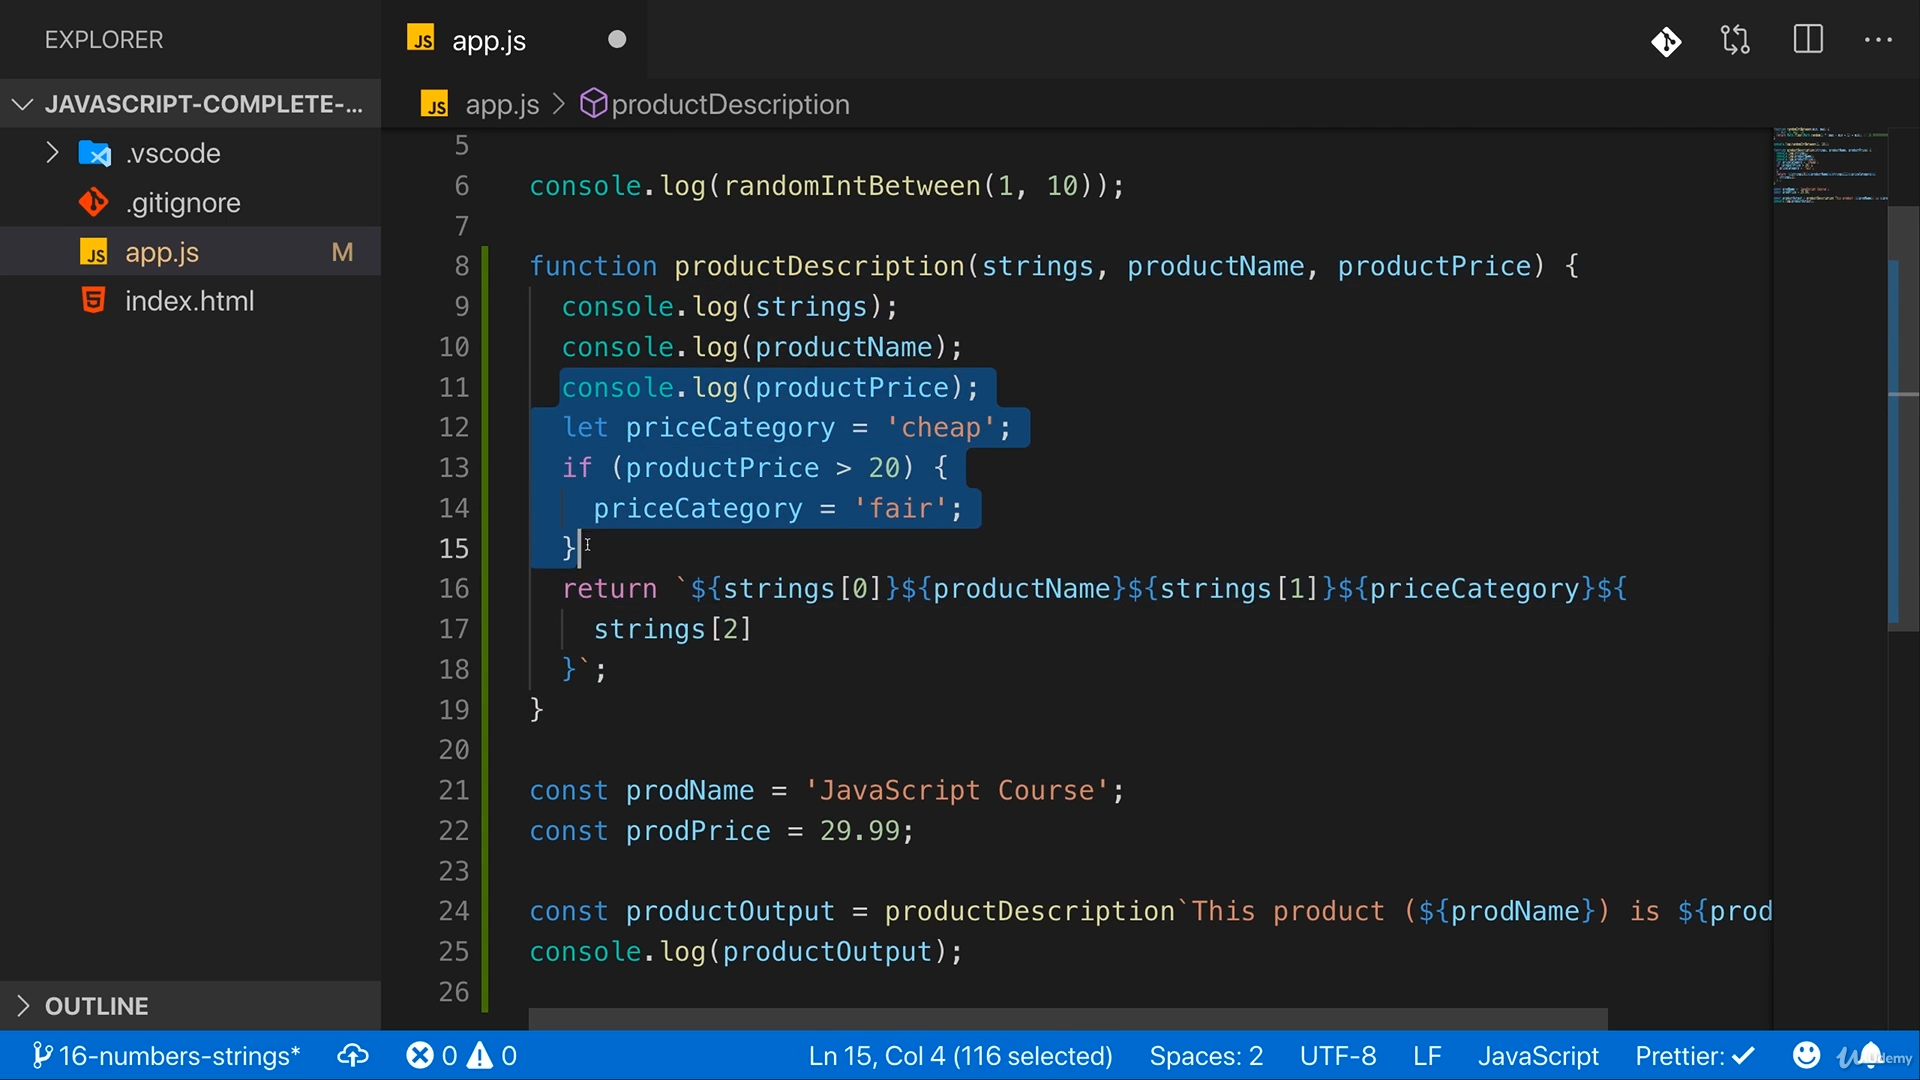 EXPLORER
JS app.js
JAVASCRIPT-COMPLETE-...
JS app.js > productDescription
.vscode
.gitignore
JS app.js M
index.html
5
6 console.log(randomIntBetween(1, 10));
7
8 function productDescription(strings, productName, productPrice) {
9 console.log(strings);
10 console.log(productName);
11 console.log(productPrice);
12 let priceCategory = 'cheap';
13 if (productPrice > 20) {
14 priceCategory = 'fair';
15 }
16 return `${strings[0]}${productName}${strings[1]}${priceCategory}${
17 strings[2]
18 }`;
19 }
20
21 const prodName = 'JavaScript Course';
22 const prodPrice = 29.99;
23
24 const productOutput = productDescription`This product (${prodName}) is ${prod
25 console.log(productOutput);
26
OUTLINE
16-numbers-strings* 0 0 Ln 15, Col 4 (116 selected) Spaces: 2 UTF-8 LF JavaScript Prettier: ✓ Udemy